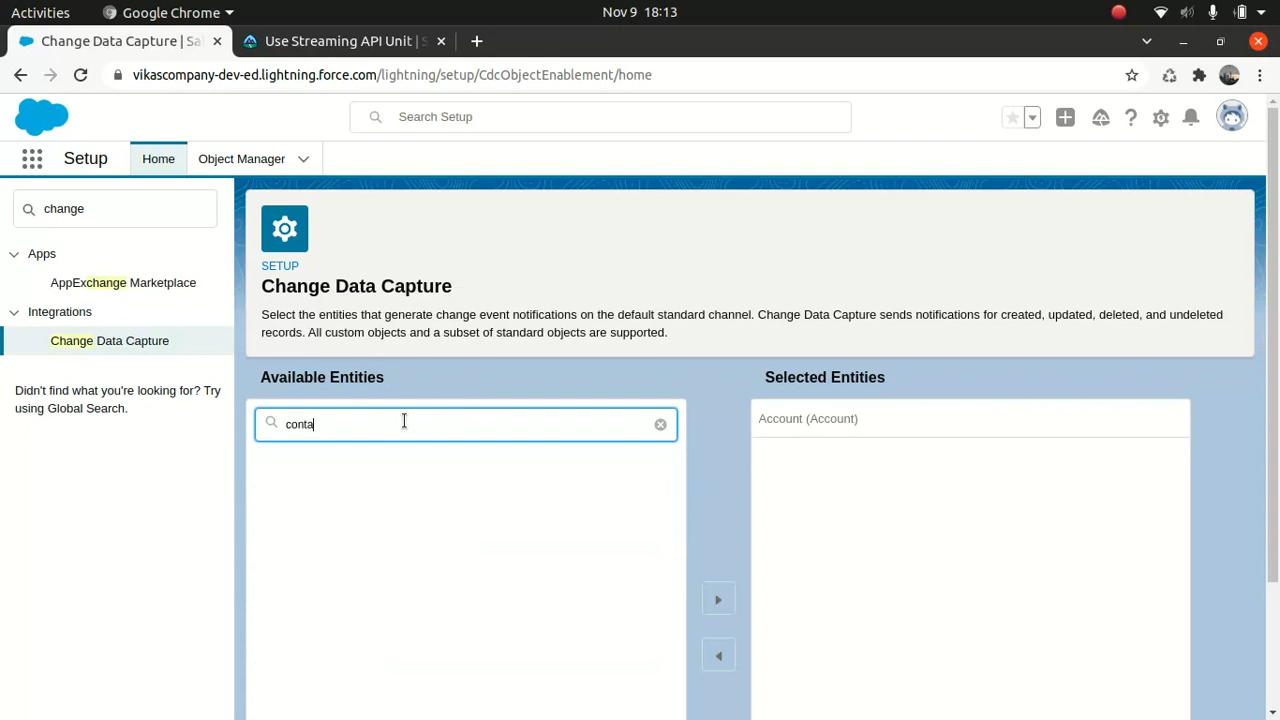 Activities
Google Chrome
Nov 9 18:13
Change Data Capture | Sa
Use Streaming API Unit | S
vikascompany-dev-ed.lightning.force.com/lightning/setup/CdcObjectEnablement/home
Search Setup
Setup
Home
Object Manager
change
Apps
AppExchange Marketplace
Integrations
Change Data Capture
Didn't find what you're looking for? Try
using Global Search.
SETUP
Change Data Capture
Select the entities that generate change event notifications on the default standard channel. Change Data Capture sends notifications for created, updated, deleted, and undeleted
records. All custom objects and a subset of standard objects are supported.
Available Entities
conta
Selected Entities
Account (Account)